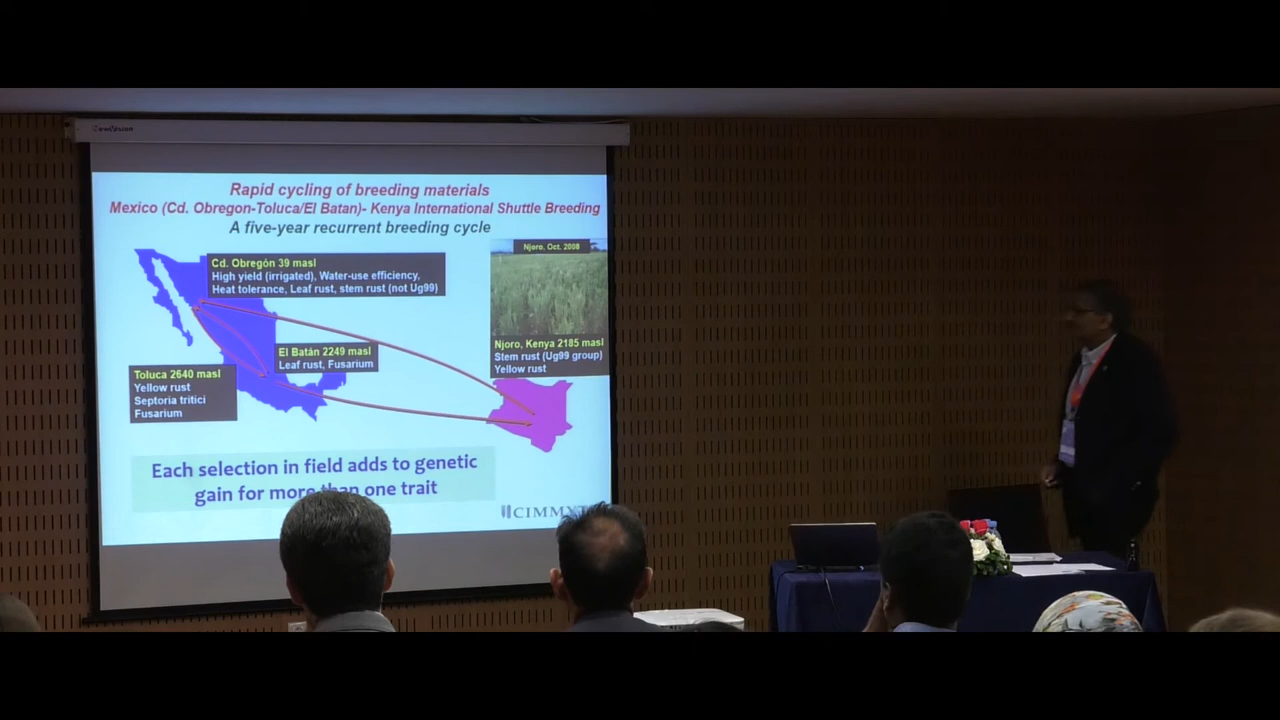 Rapid cycling of breeding materials
Mexico (Cd. Obregon-Toluca/El Batan)- Kenya International Shuttle Breeding
A five-year recurrent breeding cycle
Njoro, Oct. 2008
Cd. Obregón 39 masl
High yield (irrigated), Water-use efficiency,
Heat tolerance, Leaf rust, stem rust (not Ug99)
El Batán 2249 masl
Leaf rust, Fusarium
Njoro, Kenya 2185 masl
Stem rust (Ug99 group)
Yellow rust
Toluca 2640 masl
Yellow rust
Septoria tritici
Fusarium
Each selection in field adds to genetic
gain for more than one trait
CIMMYT